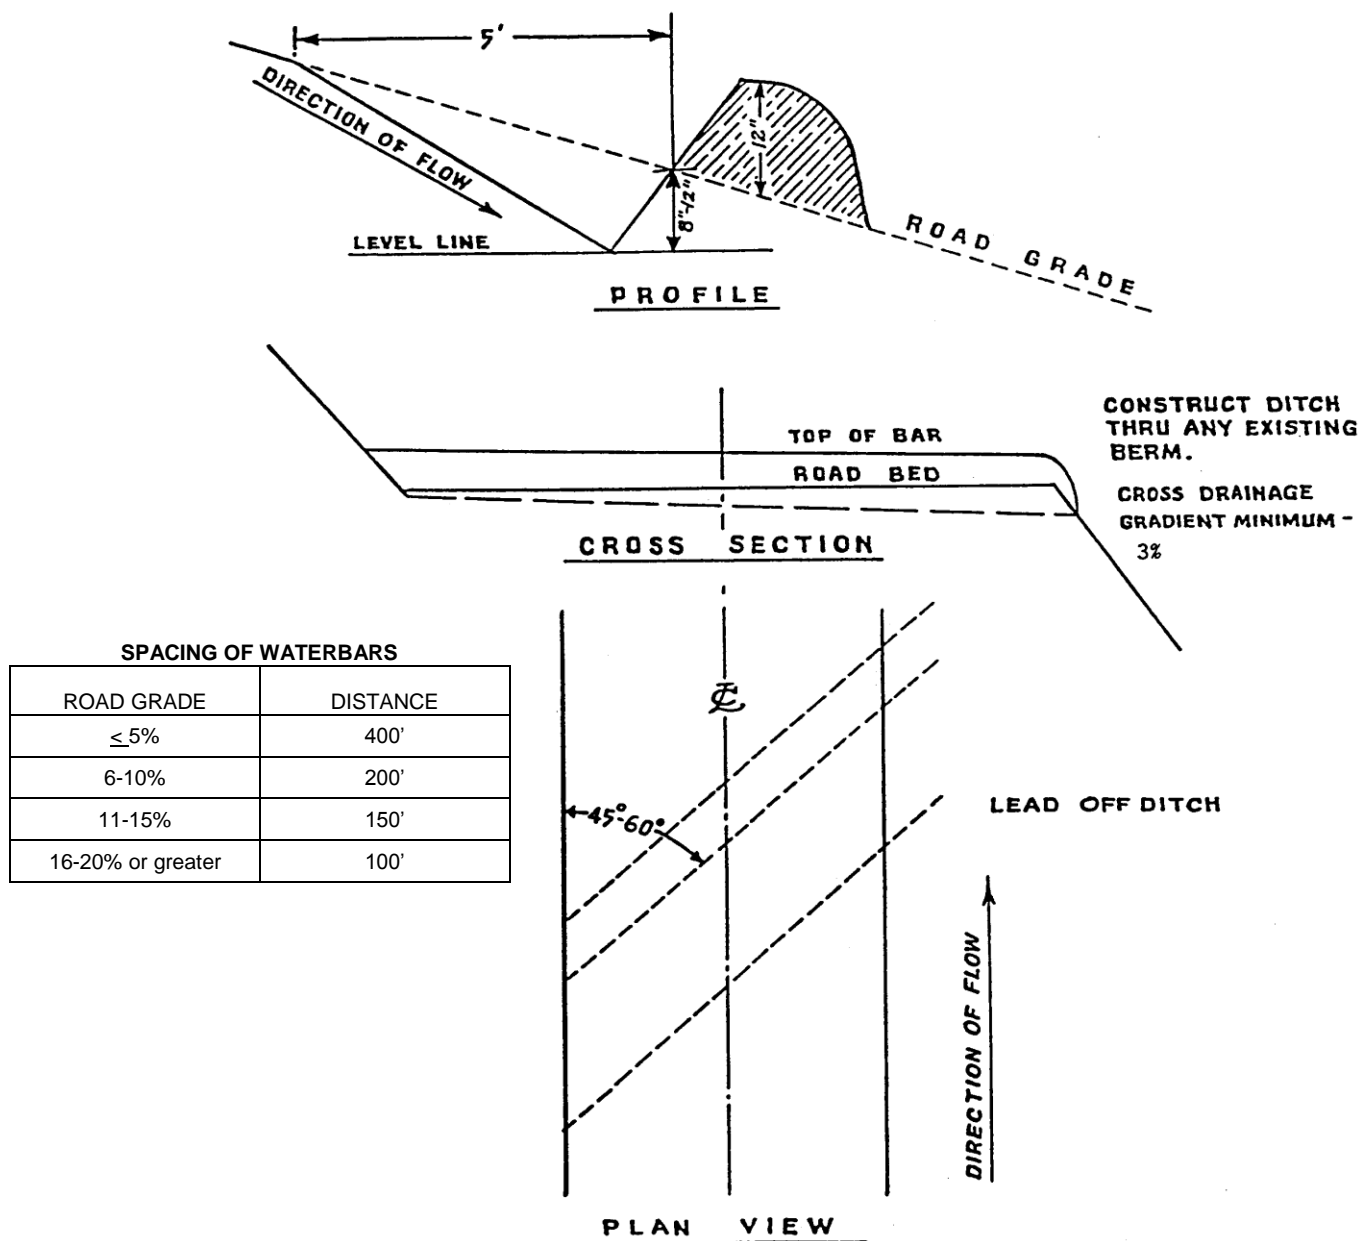 5'
DIRECTION OF FLOW
12"
8"-12"
LEVEL LINE
ROAD GRADE
PROFILE
TOP OF BAR
ROAD BED
CONSTRUCT DITCH
THRU ANY EXISTING
BERM.
CROSS DRAINAGE
GRADIENT MINIMUM -
3%
CROSS SECTION
SPACING OF WATERBARS
ROAD GRADE DISTANCE
≤ 5% 400’
6-10% 200’
11-15% 150’
16-20% or greater 100’
℄
45°-60°
LEAD OFF DITCH
DIRECTION OF FLOW
PLAN VIEW